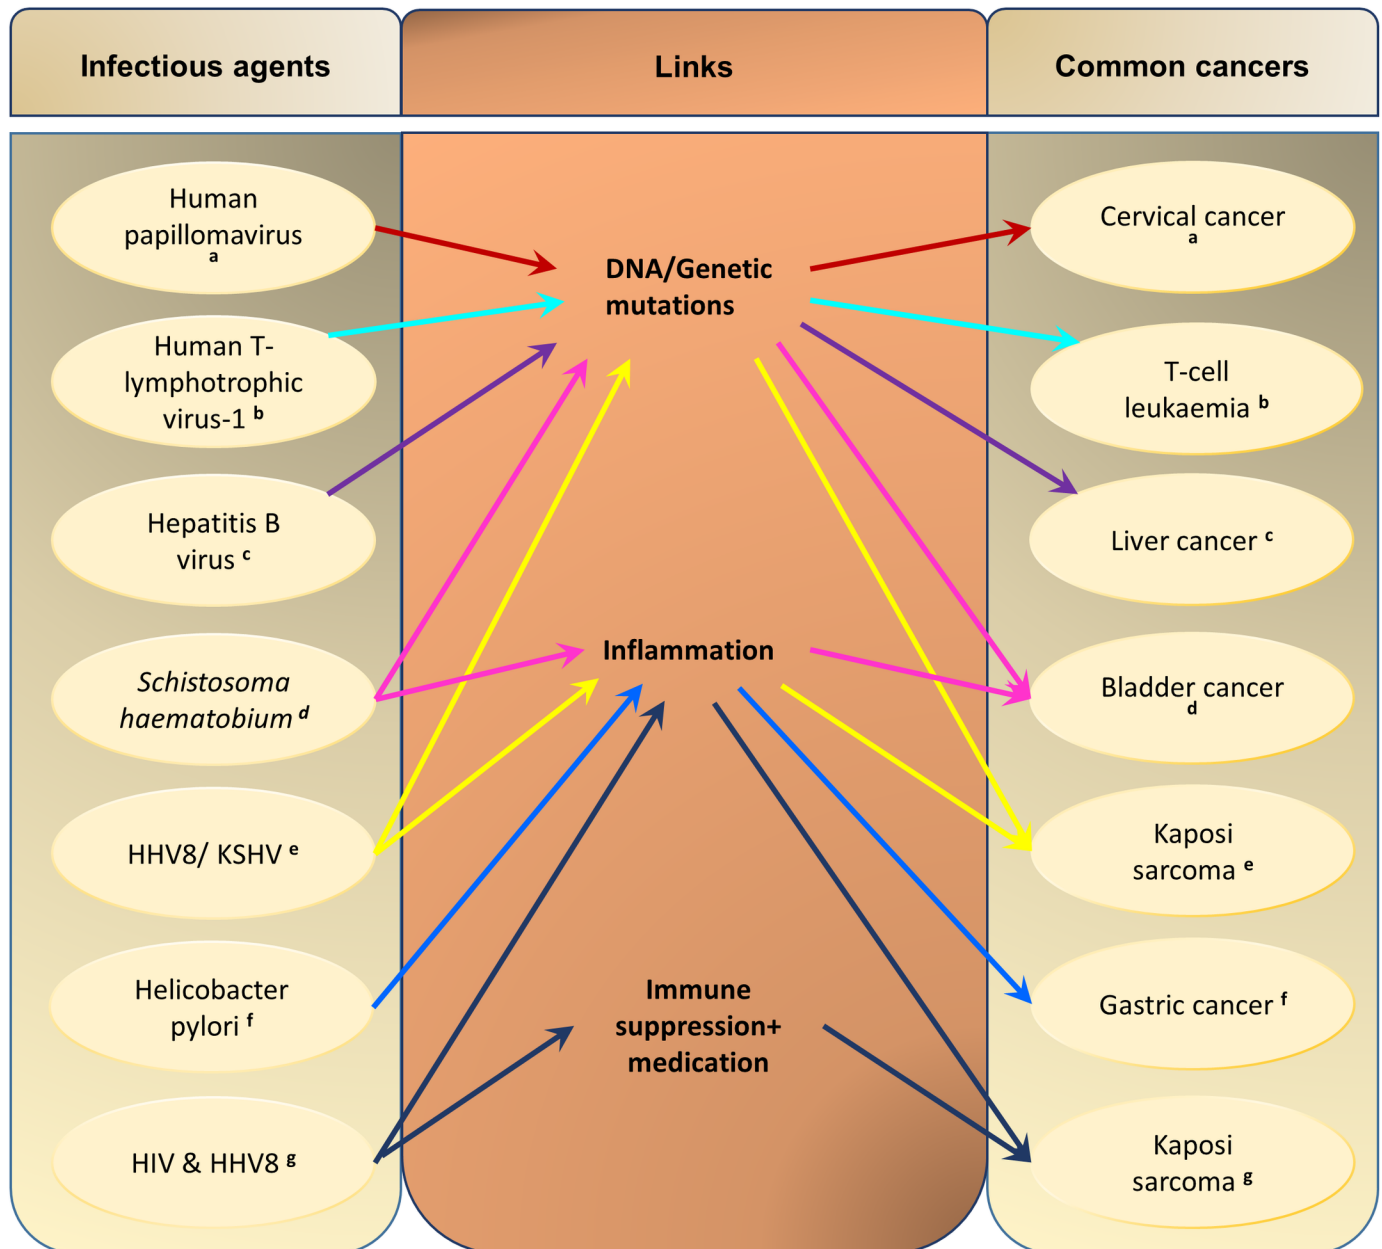 Infectious agents
Links
Common cancers
Human
papillomavirus
a
Human T-
lymphotrophic
virus-1 b
Hepatitis B
virus c
Schistosoma
haematobium d
HHV8/ KSHV e
Helicobacter
pylori f
HIV & HHV8 g
DNA/Genetic
mutations
Inflammation
Immune
suppression+
medication
Cervical cancer
a
T-cell
leukaemia b
Liver cancer c
Bladder cancer
d
Kaposi
sarcoma e
Gastric cancer f
Kaposi
sarcoma g